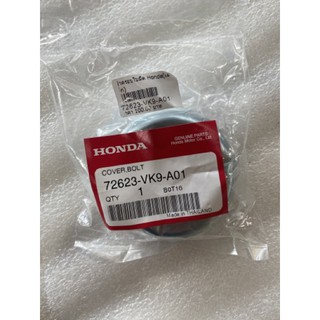 Honda
72623-VK9-A01
HONDA
GENUINE PARTS
Honda Motor Co., Ltd.
COVER,BOLT
72623-VK9-A01
QTY 1 B0T16
Made in THAILAND